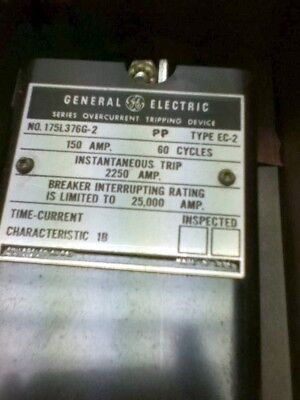 GENERAL GE ELECTRIC
SERIES OVERCURRENT TRIPPING DEVICE
NO. 175L376G-2 PP TYPE EC-2
150 AMP. 60 CYCLES
INSTANTANEOUS TRIP
2250 AMP.
BREAKER INTERRUPTING RATING
IS LIMITED TO 25,000 AMP.
TIME-CURRENT INSPECTED
CHARACTERISTIC 1B